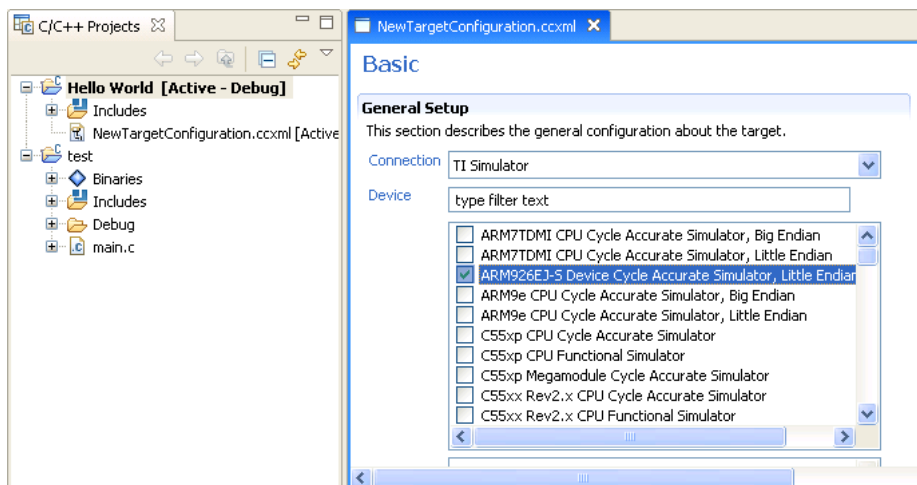 C/C++ Projects
Hello World [Active - Debug]
Includes
NewTargetConfiguration.ccxml [Active
test
Binaries
Includes
Debug
main.c
NewTargetConfiguration.ccxml
Basic
General Setup
This section describes the general configuration about the target.
Connection
TI Simulator
Device
type filter text
ARM7TDMI CPU Cycle Accurate Simulator, Big Endian
ARM7TDMI CPU Cycle Accurate Simulator, Little Endian
ARM926EJ-S Device Cycle Accurate Simulator, Little Endian
ARM9e CPU Cycle Accurate Simulator, Big Endian
ARM9e CPU Cycle Accurate Simulator, Little Endian
C55xp CPU Cycle Accurate Simulator
C55xp CPU Functional Simulator
C55xp Megamodule Cycle Accurate Simulator
C55xx Rev2.x CPU Cycle Accurate Simulator
C55xx Rev2.x CPU Functional Simulator